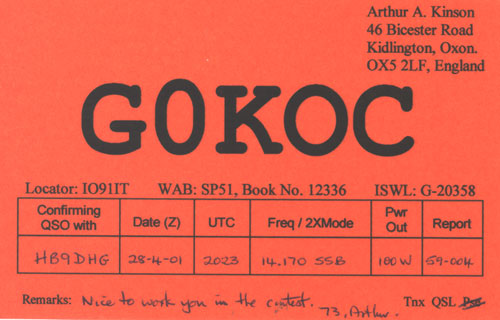 Arthur A. Kinson
46 Bicester Road
Kidlington, Oxon.
OX5 2LF, England
G0KOC
Locator: IO91IT WAB: SP51, Book No. 12336 ISWL: G-20358
Confirming QSO with Date (Z) UTC Freq / 2XMode Pwr Out Report
HB9DHG 28-4-01 2023 14.170 SSB 100W 59-004
Remarks: Nice to work you in the contest. 73, Arthur. Tnx QSL Pse